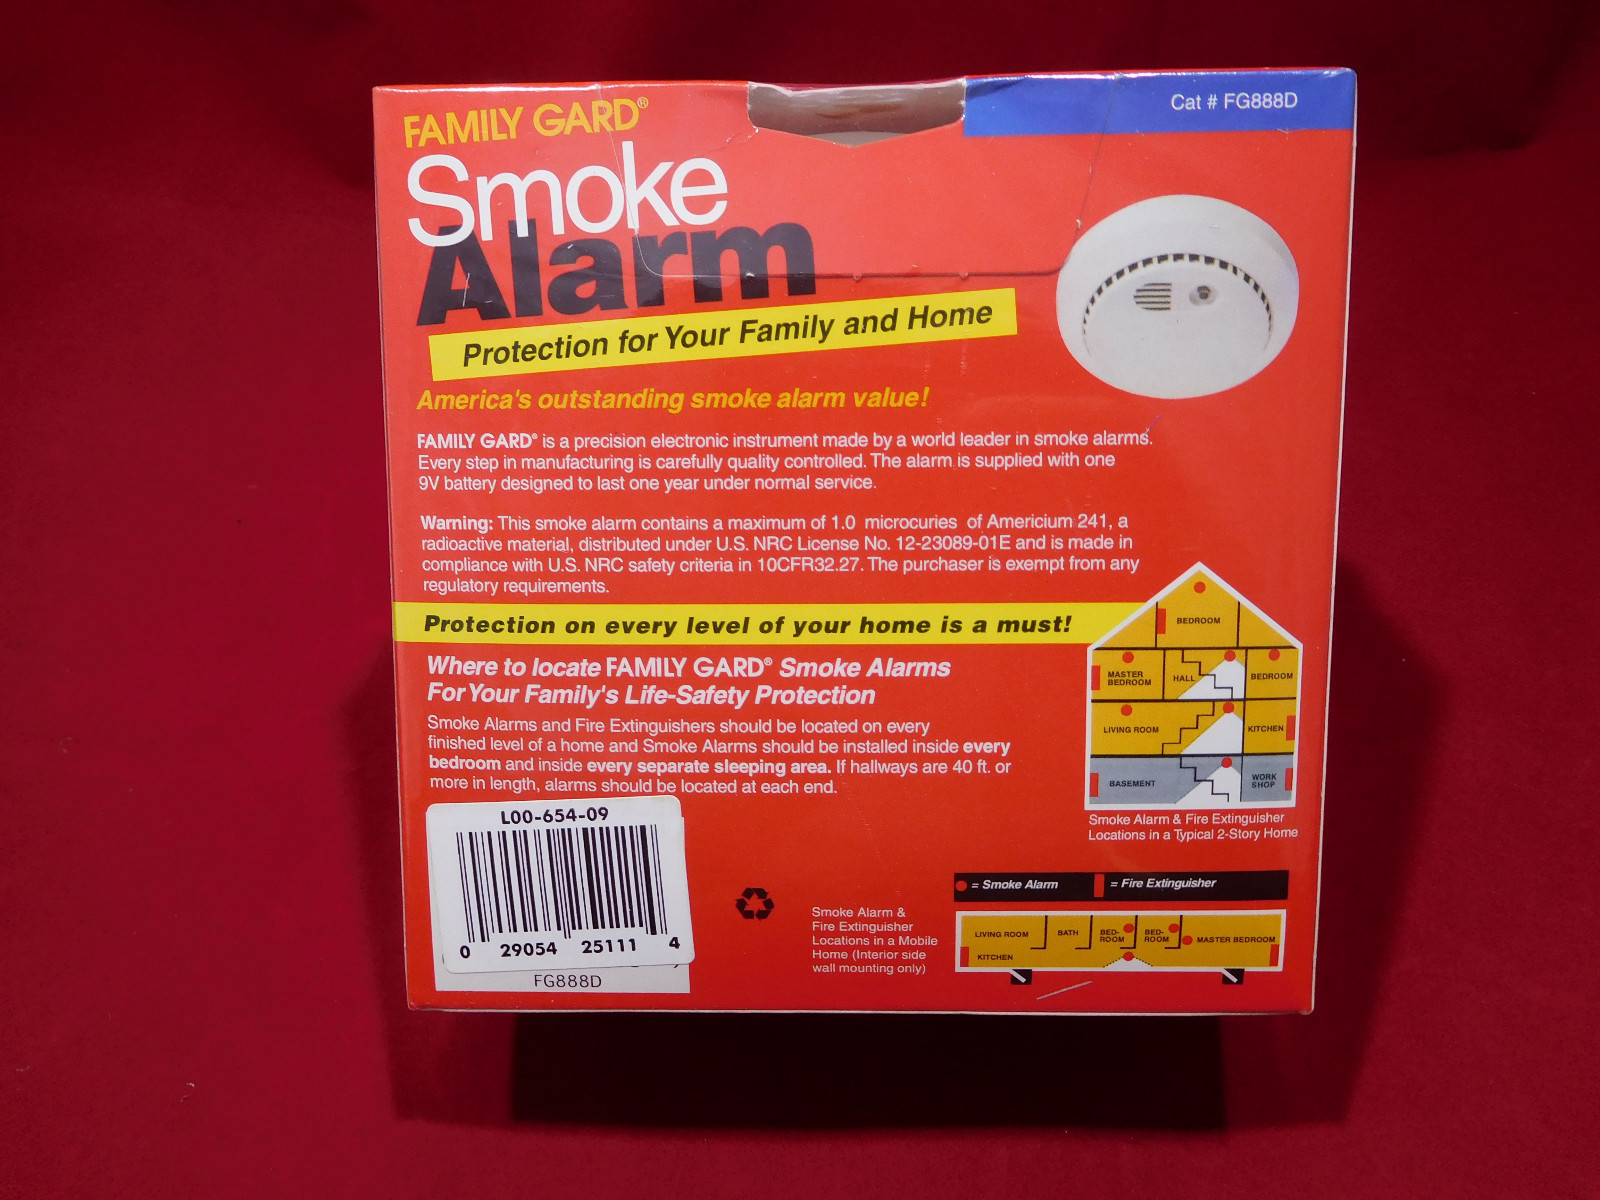 FAMILY GARD®
Cat # FG888D
Smoke
Alarm
Protection for Your Family and Home
America's outstanding smoke alarm value!
FAMILY GARD® is a precision electronic instrument made by a world leader in smoke alarms.
Every step in manufacturing is carefully quality controlled. The alarm is supplied with one
9V battery designed to last one year under normal service.
Warning: This smoke alarm contains a maximum of 1.0 microcuries of Americium 241, a
radioactive material, distributed under U.S. NRC License No. 12-23089-01E and is made in
compliance with U.S. NRC safety criteria in 10CFR32.27. The purchaser is exempt from any
regulatory requirements.
Protection on every level of your home is a must!
Where to locate FAMILY GARD® Smoke Alarms
For Your Family's Life-Safety Protection
Smoke Alarms and Fire Extinguishers should be located on every
finished level of a home and Smoke Alarms should be installed inside every
bedroom and inside every separate sleeping area. If hallways are 40 ft. or
more in length, alarms should be located at each end.
BEDROOM
MASTER
BEDROOM
HALL
BEDROOM
LIVING ROOM
KITCHEN
BASEMENT
WORK
SHOP
Smoke Alarm & Fire Extinguisher
Locations in a Typical 2-Story Home
L00-654-09
0 29054 25111 4
FG888D
= Smoke Alarm
= Fire Extinguisher
Smoke Alarm &
Fire Extinguisher
Locations in a Mobile
Home (Interior side
wall mounting only)
LIVING ROOM
KITCHEN
BATH
BED-
ROOM
BED-
ROOM
MASTER BEDROOM